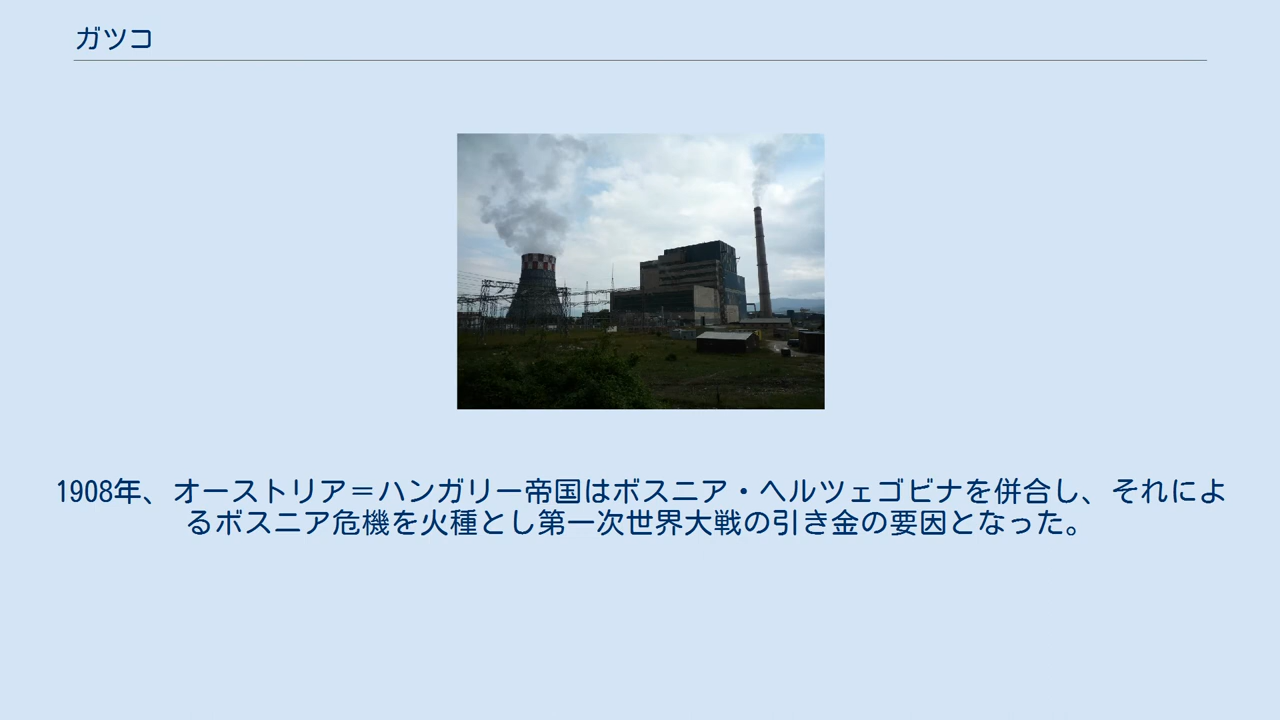 ガツコ
1908年、オーストリア＝ハンガリー帝国はボスニア・ヘルツェゴビナを併合し、それによ
るボスニア危機を火種とし第一次世界大戦の引き金の要因となった。